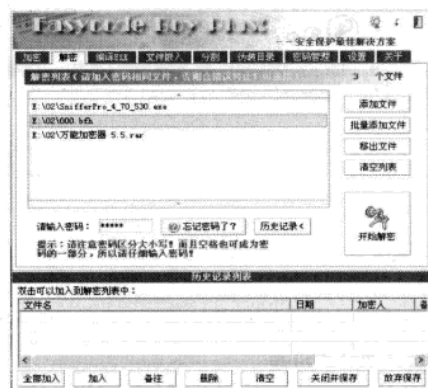 Easycode Boy Plus!
--安全保护最佳解决方案
加密 解密 编译EXE 文件嵌入 分割 伪装目录 密码管理 设置 关于
解密列表(请加入密码相同文件,否则会错误终止!
3 个文件
E:\02\SnifferPro_4_70_530.exe
E:\02\000.bfh
E:\02\万能加密器 5.5.rar
添加文件
批量添加文件
移出文件
清空列表
请输入密码: ***** @忘记密码了? 历史记录<
开始解密
提示:请注意密码区分大小写!而且空格也可成为密
码的一部分,所以请仔细输入密码!
历史记录列表
双击可以加入到解密列表中:
文件名 日期 加密人 备
全部加入 加入 备注 删除 清空 关闭并保存 放弃保存